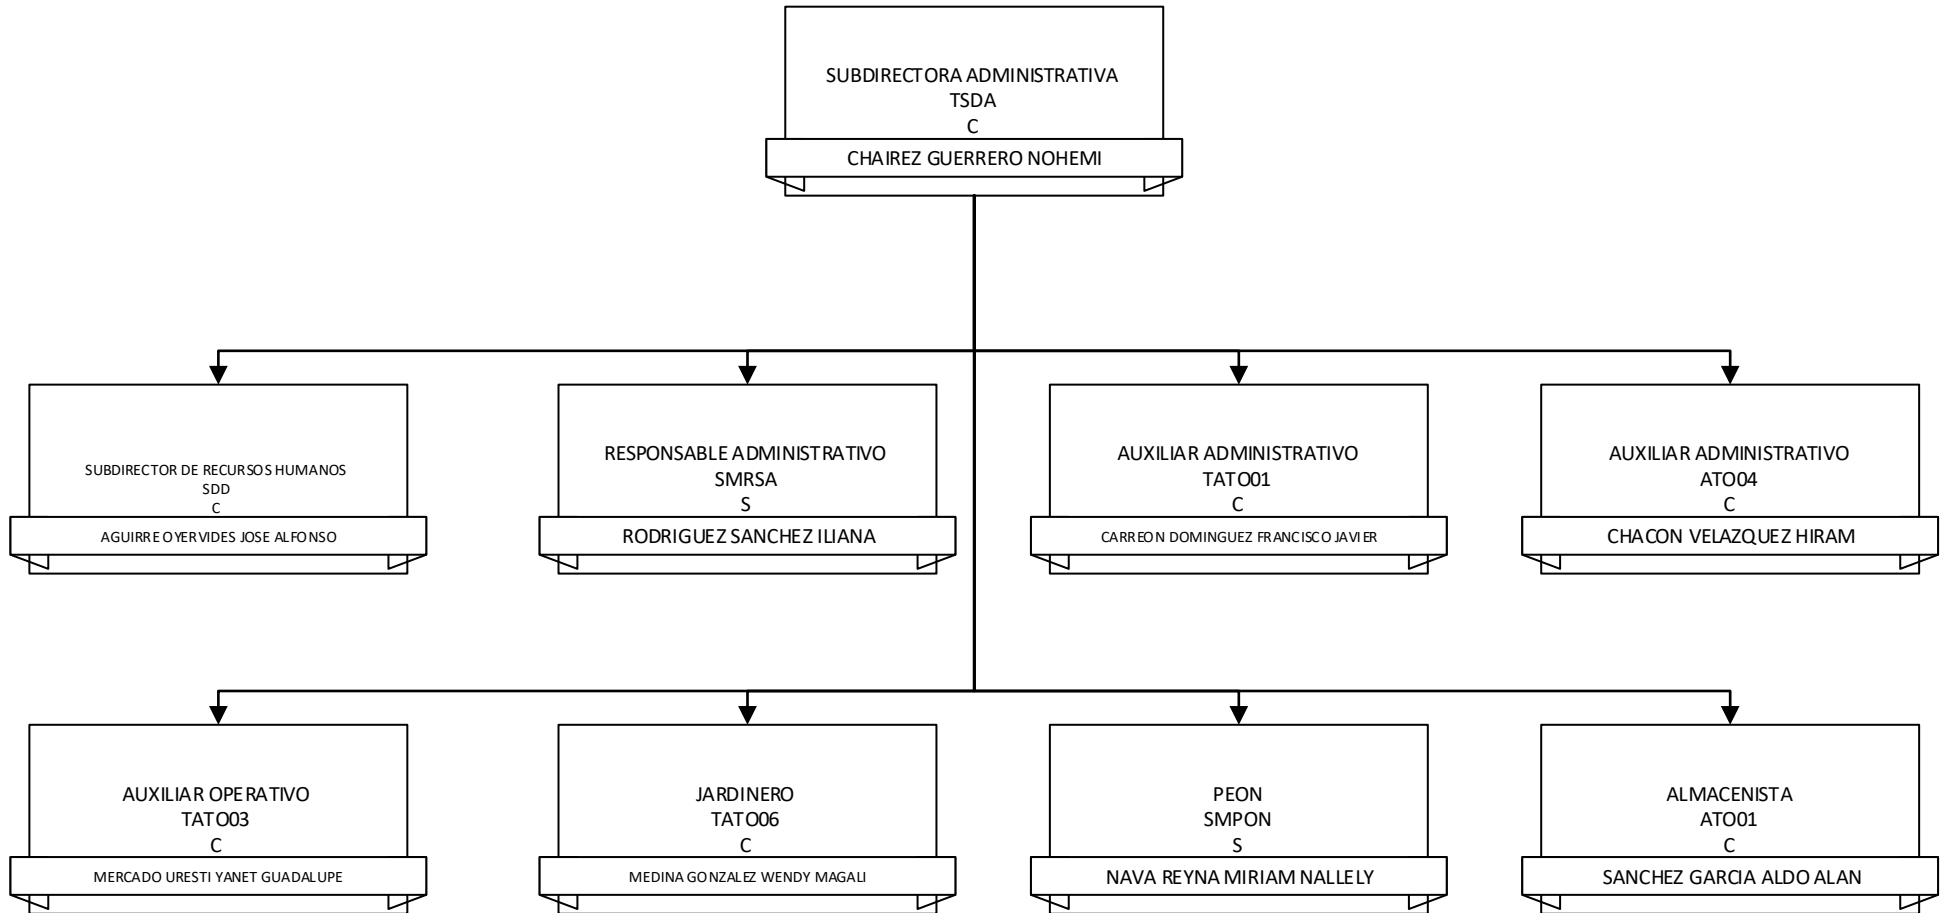 SUBDIRECTORA ADMINISTRATIVA
TSDA
C
CHAIREZ GUERRERO NOHEMI
SUBDIRECTOR DE RECURSOS HUMANOS
SDD
C
AGUIRRE OYERVIDES JOSE ALFONSO
RESPONSABLE ADMINISTRATIVO
SMRSA
S
RODRIGUEZ SANCHEZ ILIANA
AUXILIAR ADMINISTRATIVO
TATO01
C
CARREON DOMINGUEZ FRANCISCO JAVIER
AUXILIAR ADMINISTRATIVO
ATO04
C
CHACON VELAZQUEZ HIRAM
AUXILIAR OPERATIVO
TATO03
C
MERCADO URESTI YANET GUADALUPE
JARDINERO
TATO06
C
MEDINA GONZALEZ WENDY MAGALI
PEON
SMPON
S
NAVA REYNA MIRIAM NALLELY
ALMACENISTA
ATO01
C
SANCHEZ GARCIA ALDO ALAN